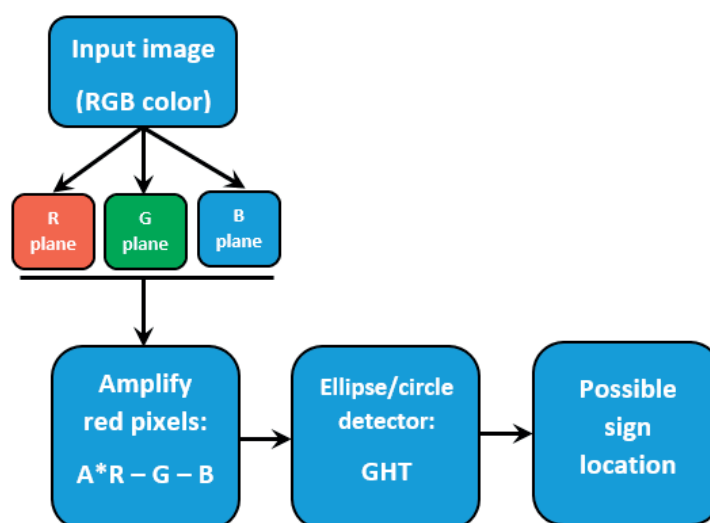 Input image
(RGB color)
R
plane
G
plane
B
plane
Amplify
red pixels:
A*R – G – B
Ellipse/circle
detector:
GHT
Possible
sign
location